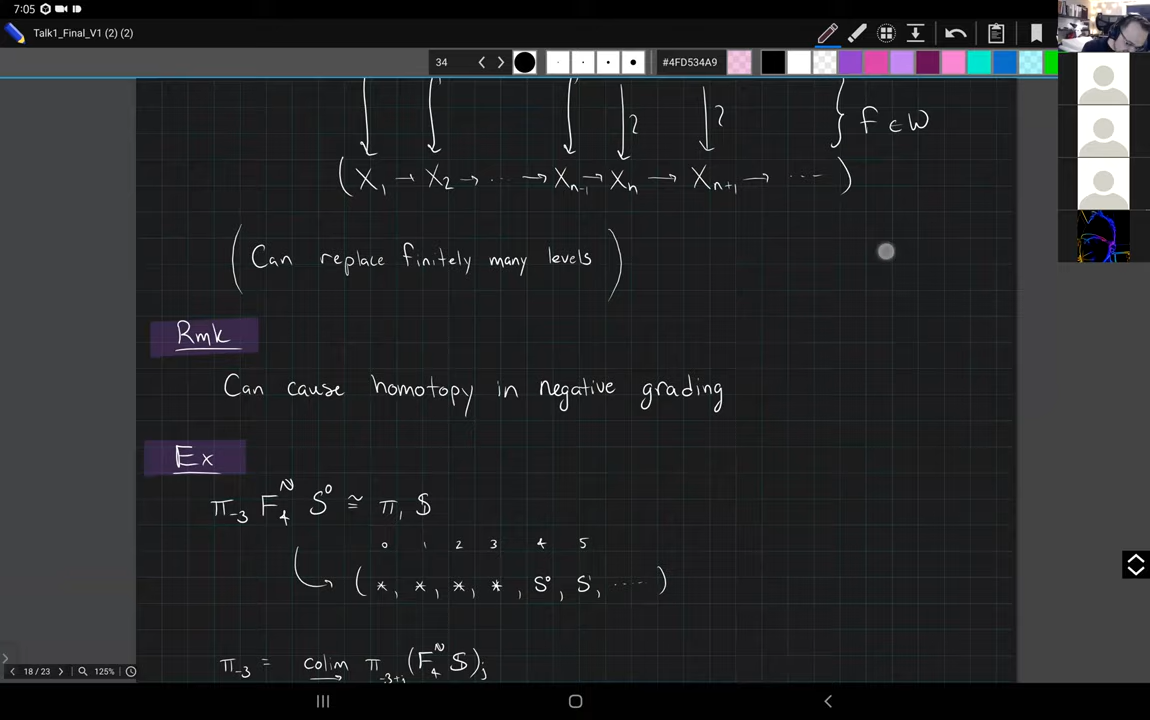 7:05
Talk1_Final_V1 (2) (2)
34
#4FD534A9
} f ∈ W
(X₁ → X₂ → ⋯ → Xₙ₋₁ → Xₙ → Xₙ₊₁ → ⋯ )
(Can replace finitely many levels)
Rmk
Can cause homotopy in negative grading
Ex
π₋₃ F₄^ℕ S⁰ ≅ π₁ $
0 1 2 3 4 5
(*, *, *, *, S⁰, S¹, ⋯ )
π₋₃ = colim π₋₃₊ⱼ (F₄^ℕ $)ⱼ
18 / 23
125%